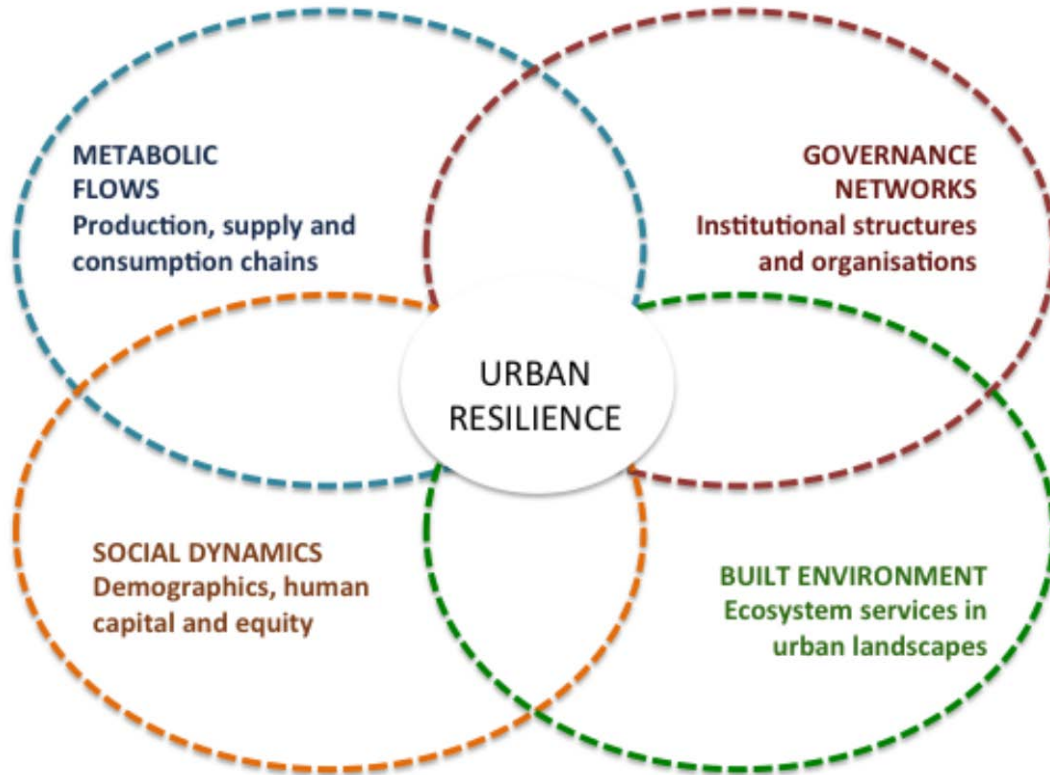 METABOLIC
FLOWS
Production, supply and
consumption chains
GOVERNANCE
NETWORKS
Institutional structures
and organisations
URBAN
RESILIENCE
SOCIAL DYNAMICS
Demographics, human
capital and equity
BUILT ENVIRONMENT
Ecosystem services in
urban landscapes